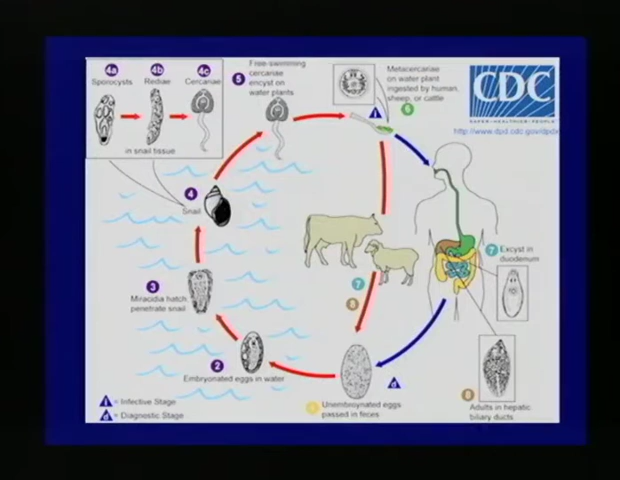 4a
4b
4c
Sporocysts
Rediae
Cercariae
in snail tissue
5
Free-swimming
cercariae
encyst on
water plants
Metacercariae
on water plant
ingested by human,
sheep, or cattle
6
i
CDC
SAFER•HEALTHIER•PEOPLE
http://www.dpd.cdc.gov/dpdx
4
Snail
7
Excyst in
duodenum
3
Miracidia hatch,
penetrate snail
7
8
2
Embryonated eggs in water
d
Unembroynated eggs
passed in feces
8
Adults in hepatic
biliary ducts
i = Infective Stage
d = Diagnostic Stage